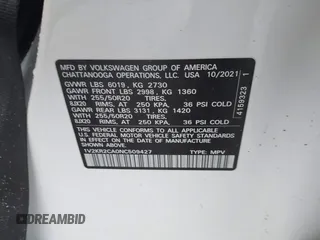 MFD BY VOLKSWAGEN GROUP OF AMERICA
CHATTANOOGA OPERATIONS, LLC. USA 10/2021
GVWR LBS 6019, KG 2730
GAWR FRONT LBS 2998, KG 1360
WITH 255/50R20 TIRES,
8JX20 RIMS, AT 250 KPA, 36 PSI COLD
GAWR REAR LBS 3131, KG 1420
WITH 255/50R20 TIRES,
8JX20 RIMS, AT 250 KPA, 36 PSI COLD
THIS VEHICLE CONFORMS TO ALL APPLICABLE U.S.
FEDERAL MOTOR VEHICLE SAFETY STANDARDS
IN EFFECT ON THE DATE OF MANUFACTURE
SHOWN ABOVE.
1V2KR2CA0NC509427 TYPE: MPV
4159323 1